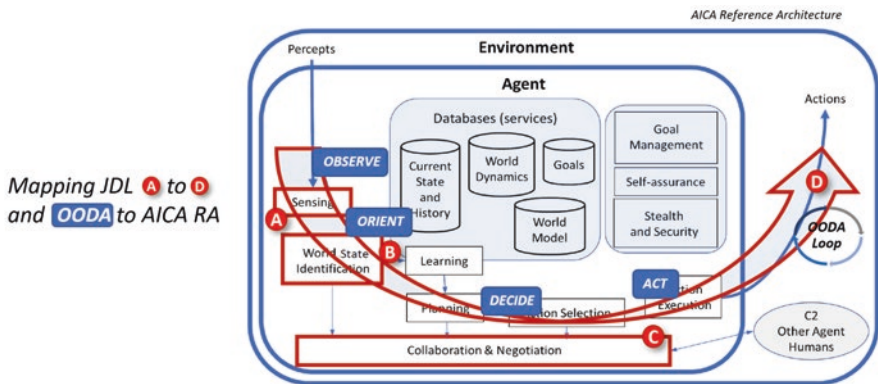 AICA Reference Architecture
Percepts
Environment
Agent
Actions
Databases (services)
Goal
Management
OBSERVE
Current
State
and
History
World
Dynamics
Goals
Self-assurance
D
Mapping JDL A to D
and OODA to AICA RA
Sensing
A
ORIENT
World
Model
Stealth
and Security
OODA
Loop
World State
Identification
B
Learning
ACT
DECIDE
Planning
Selection
Execution
C2
Other Agent
Humans
C
Collaboration & Negotiation